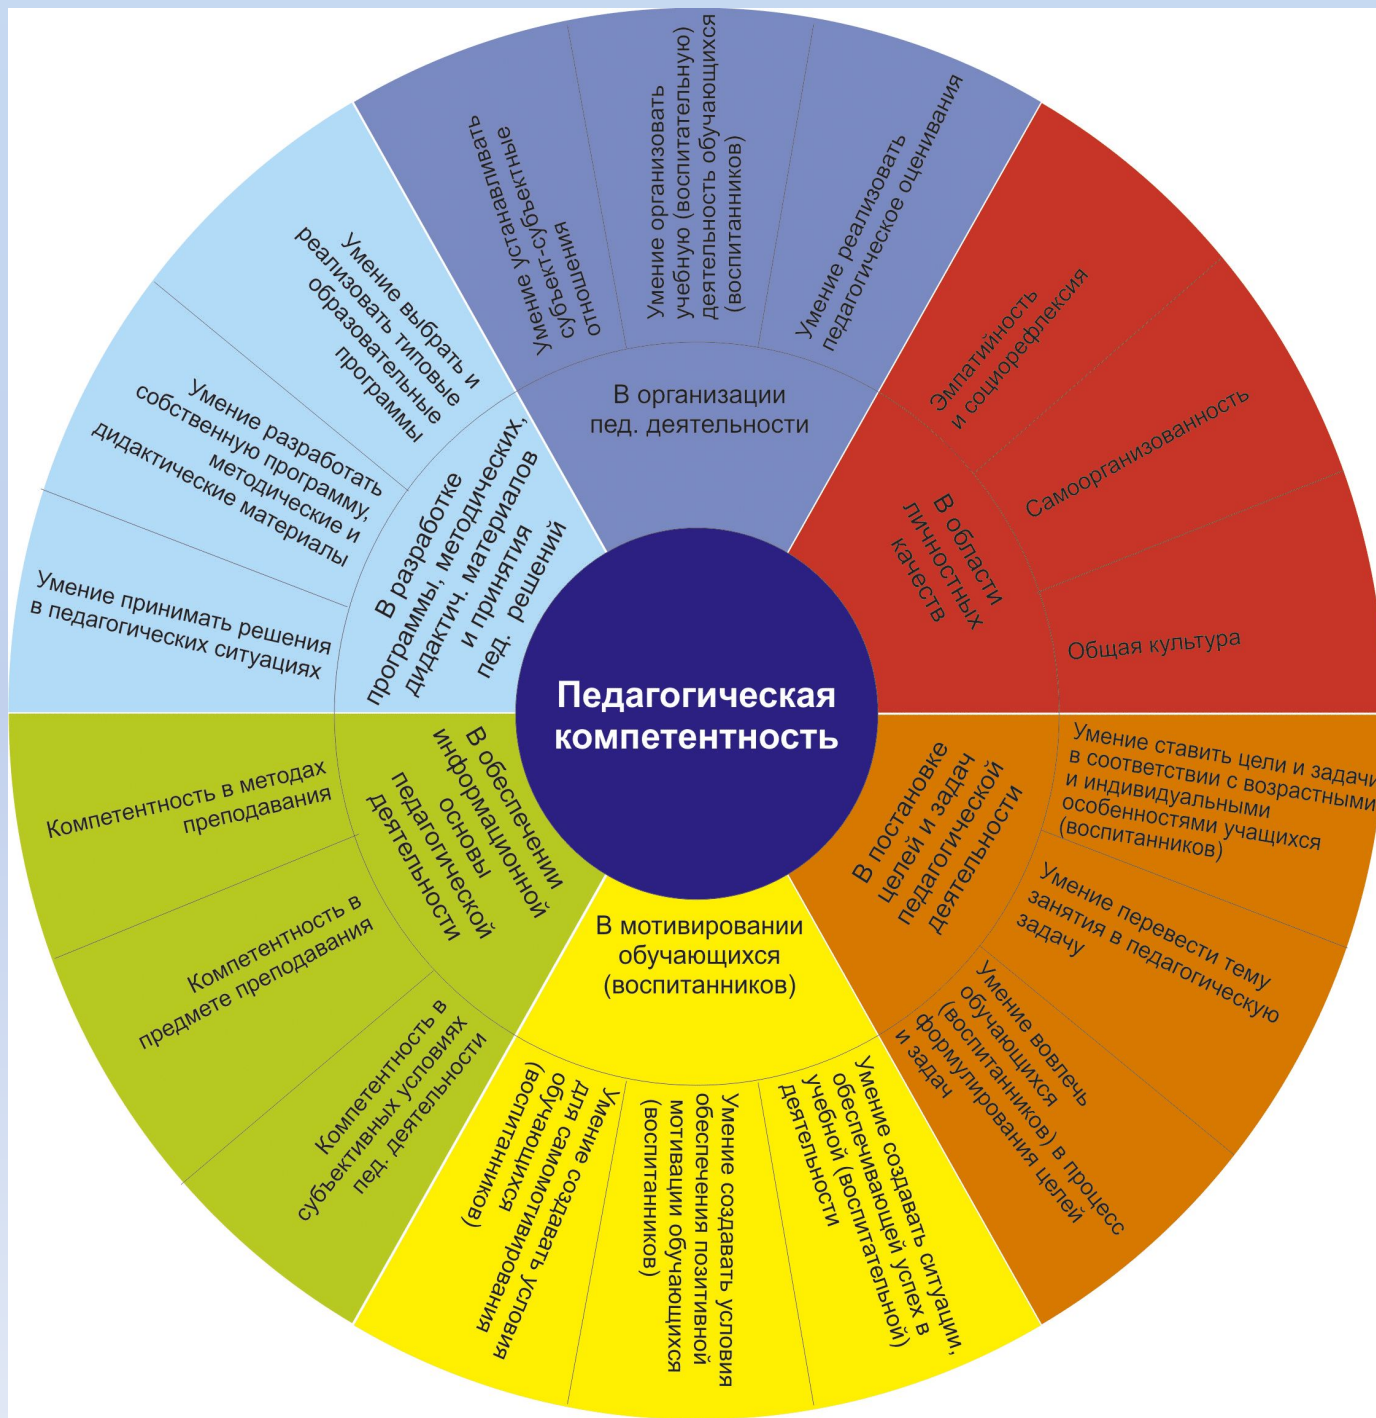 Педагогическая
компетентность
В организации
пед. деятельности
Умение устанавливать
субъект-субъектные
отношения
Умение организовать
учебную (воспитательную)
деятельность обучающихся
(воспитанников)
Умение реализовать
педагогическое оценивания
В области
личностных
качеств
Эмпатийность
и социорефлексия
Самоорганизованность
Общая культура
В постановке
целей и задач
педагогической
деятельности
Умение ставить цели и задачи
в соответствии с возрастными
и индивидуальными
особенностями учащихся
(воспитанников)
Умение перевести тему
занятия в педагогическую
задачу
Умение вовлечь
обучающихся
(воспитанников) в процесс
формулирования целей
и задач
В мотивировании
обучающихся
(воспитанников)
Умение создавать ситуации,
обеспечивающей успех в
учебной (воспитательной)
деятельности
Умение создавать условия
обеспечения позитивной
мотивации обучающихся
(воспитанников)
Умение создавать условия
для самомотивирования
обучающихся
(воспитанников)
В обеспечении
информационной
основы
педагогической
деятельности
Компетентность в
субъективных условиях
пед. деятельности
Компетентность в
предмете преподавания
Компетентность в методах
преподавания
В разработке
программы, методических,
дидактич. материалов
и принятия
пед. решений
Умение принимать решения
в педагогических ситуациях
Умение разработать
собственную программу,
методические и
дидактические материалы
Умение выбрать и
реализовать типовые
образовательные
программы